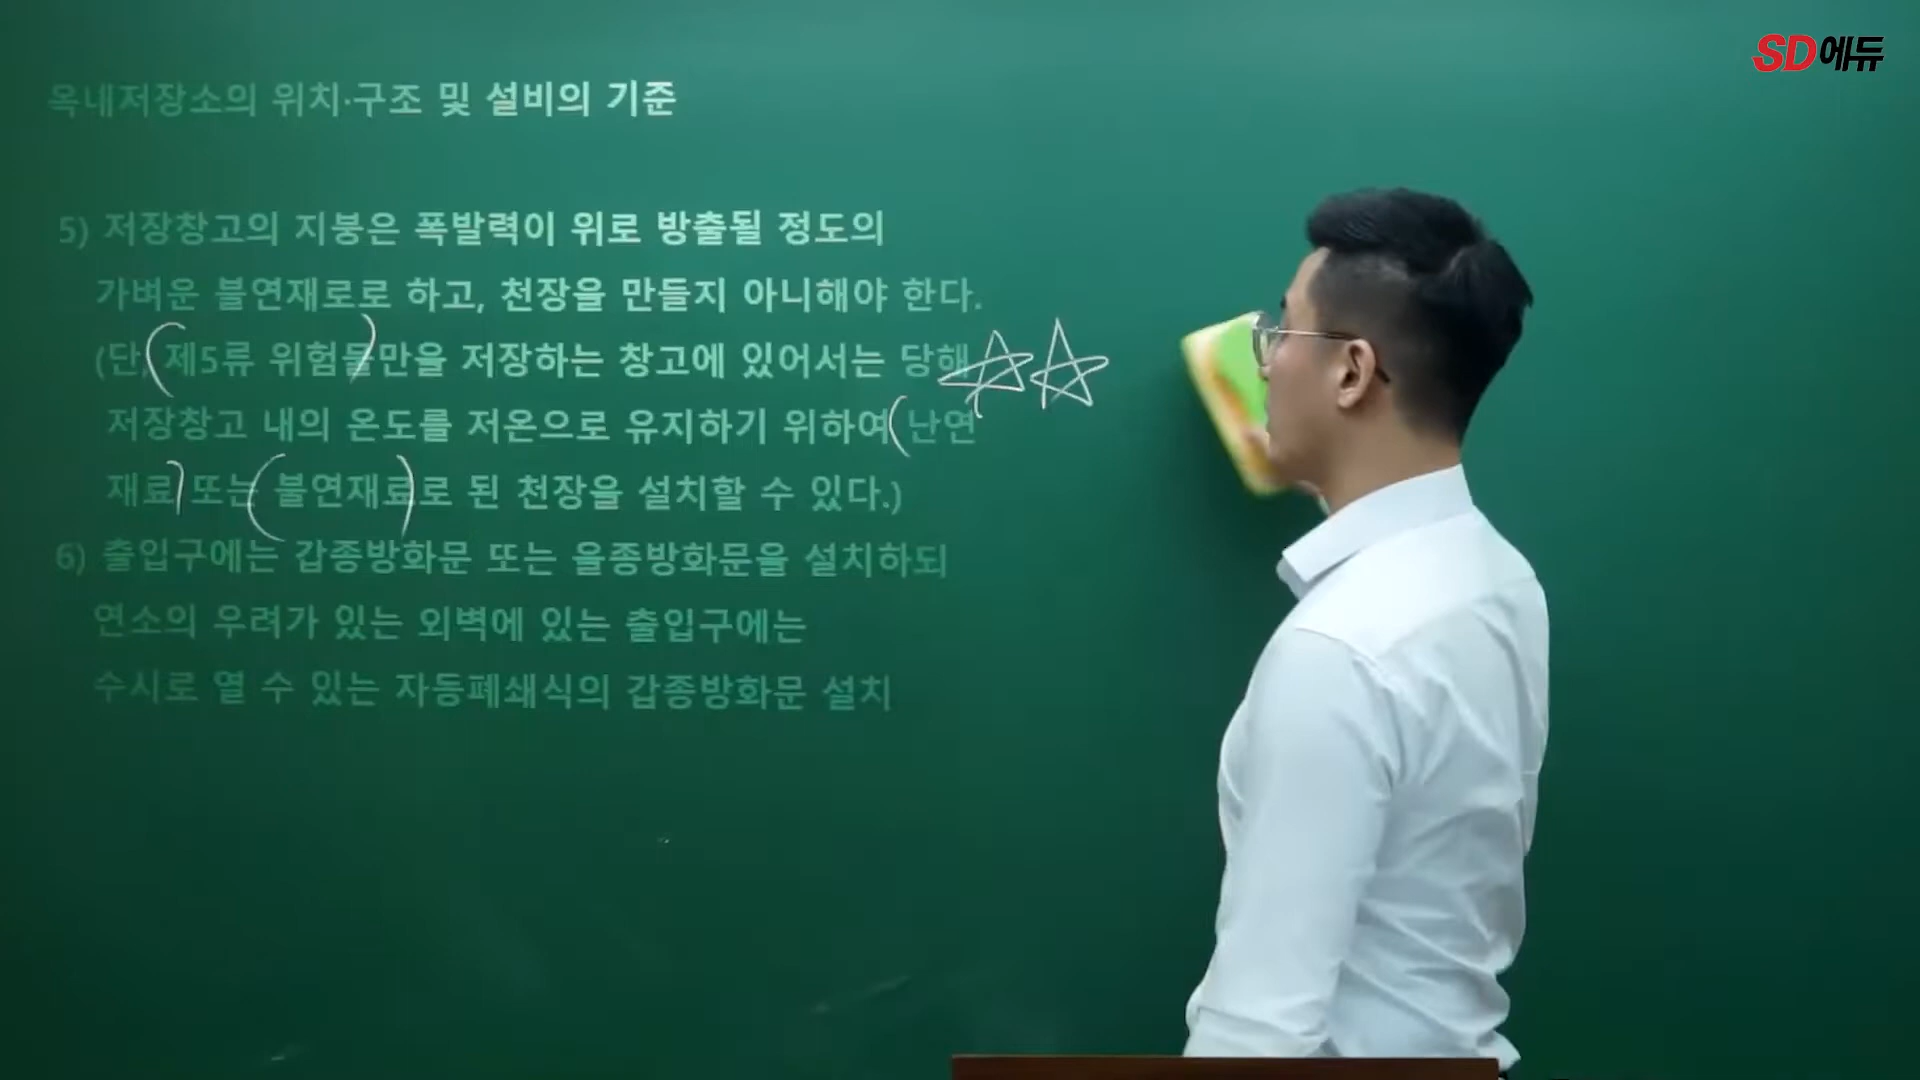 SD에듀
옥내저장소의 위치·구조 및 설비의 기준
5) 저장창고의 지붕은 폭발력이 위로 방출될 정도의
가벼운 불연재로로 하고, 천장을 만들지 아니해야 한다.
(단, 제5류 위험물만을 저장하는 창고에 있어서는 당해
저장창고 내의 온도를 저온으로 유지하기 위하여 난연
재료 또는 불연재료로 된 천장을 설치할 수 있다.)
6) 출입구에는 갑종방화문 또는 을종방화문을 설치하되
연소의 우려가 있는 외벽에 있는 출입구에는
수시로 열 수 있는 자동폐쇄식의 갑종방화문 설치